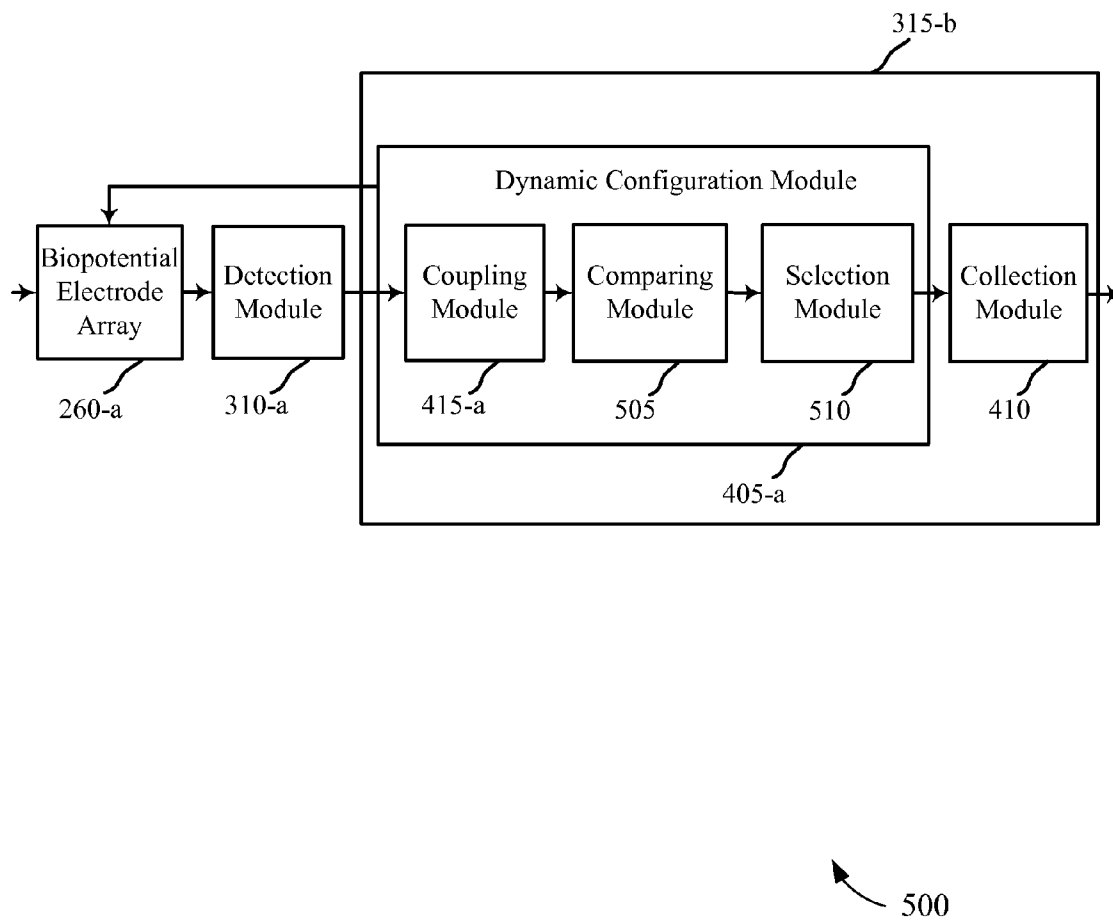 315-b
Dynamic Configuration Module
Biopotential
Electrode
Array
Detection
Module
Coupling
Module
Comparing
Module
Selection
Module
Collection
Module
260-a
310-a
415-a
505
510
410
405-a
500